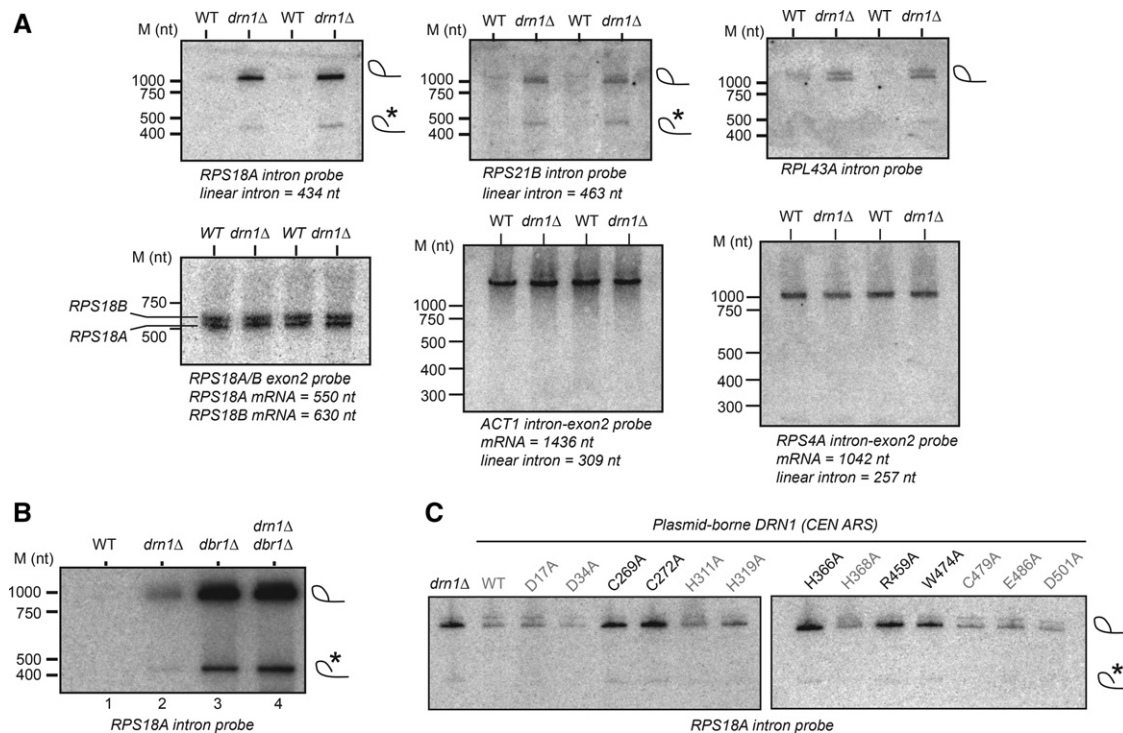 A
WT drn1Δ WT drn1Δ
M (nt)
1000
750
500
400
*
RPS18A intron probe
linear intron = 434 nt
WT drn1Δ WT drn1Δ
M (nt)
1000
750
500
400
*
RPS21B intron probe
linear intron = 463 nt
WT drn1Δ WT drn1Δ
M (nt)
1000
750
500
400
RPL43A intron probe
WT drn1Δ WT drn1Δ
M (nt)
750
500
RPS18B
RPS18A
RPS18A/B exon2 probe
RPS18A mRNA = 550 nt
RPS18B mRNA = 630 nt
WT drn1Δ WT drn1Δ
M (nt)
1000
750
500
400
300
ACT1 intron-exon2 probe
mRNA = 1436 nt
linear intron = 309 nt
WT drn1Δ WT drn1Δ
M (nt)
1000
750
500
400
300
RPS4A intron-exon2 probe
mRNA = 1042 nt
linear intron = 257 nt
B
WT drn1Δ dbr1Δ drn1Δ dbr1Δ
M (nt)
1000
750
500
400
*
1 2 3 4
RPS18A intron probe
C
Plasmid-borne DRN1 (CEN ARS)
drn1Δ WT D17A D34A C269A C272A H311A H319A H366A H368A R459A W474A C479A E486A D501A
*
RPS18A intron probe